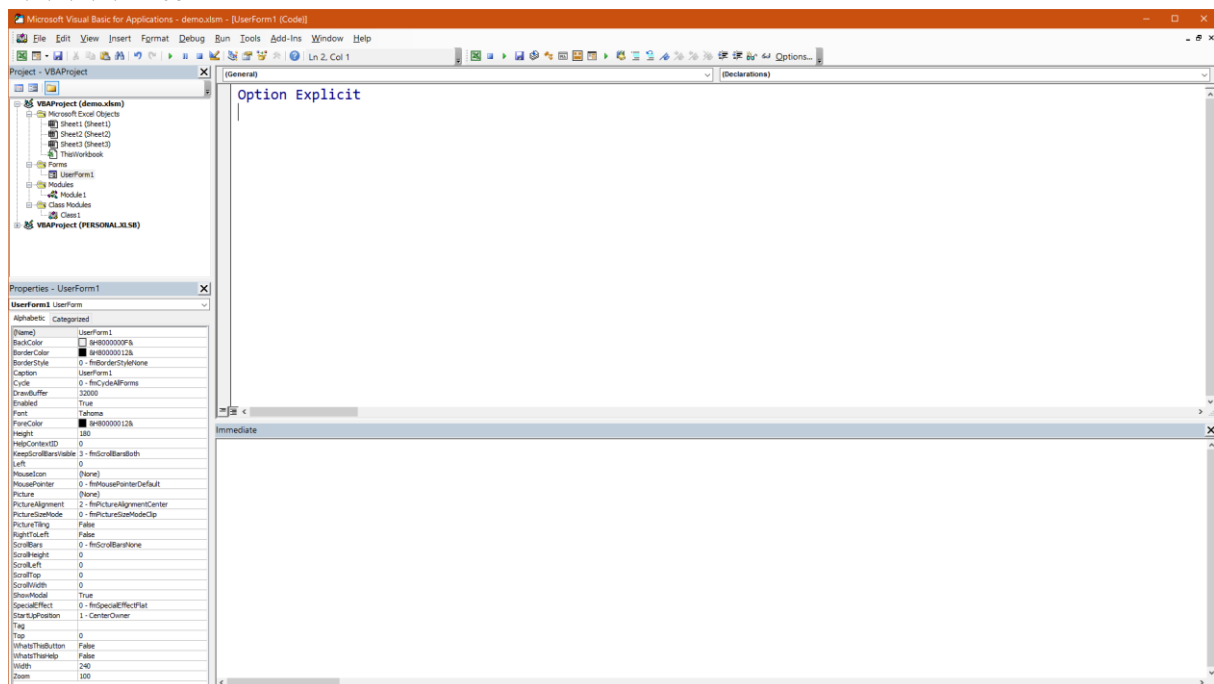 Microsoft Visual Basic for Applications - demo.xlsm - [UserForm1 (Code)]
File Edit View Insert Format Debug Run Tools Add-Ins Window Help
Ln 2, Col 1
Options...
Project - VBAProject
VBAProject (demo.xlsm)
Microsoft Excel Objects
Sheet1 (Sheet1)
Sheet2 (Sheet2)
Sheet3 (Sheet3)
ThisWorkbook
Forms
UserForm1
Modules
Module1
Class Modules
Class1
VBAProject (PERSONAL.XLSB)
Properties - UserForm1
UserForm1 UserForm
Alphabetic Categorized
(Name) UserForm1
BackColor &H8000000F&
BorderColor &H80000012&
BorderStyle 0 - fmBorderStyleNone
Caption UserForm1
Cycle 0 - fmCycleAllForms
DrawBuffer 32000
Enabled True
Font Tahoma
ForeColor &H80000012&
Height 180
HelpContextID 0
KeepScrollBarsVisible 3 - fmScrollBarsBoth
Left 0
MouseIcon (None)
MousePointer 0 - fmMousePointerDefault
Picture (None)
PictureAlignment 2 - fmPictureAlignmentCenter
PictureSizeMode 0 - fmPictureSizeModeClip
PictureTiling False
RightToLeft False
ScrollBars 0 - fmScrollBarsNone
ScrollHeight 0
ScrollLeft 0
ScrollTop 0
ScrollWidth 0
ShowModal True
SpecialEffect 0 - fmSpecialEffectFlat
StartUpPosition 1 - CenterOwner
Tag
Top 0
WhatsThisButton False
WhatsThisHelp False
Width 240
Zoom 100
(General) (Declarations)
Option Explicit
Immediate